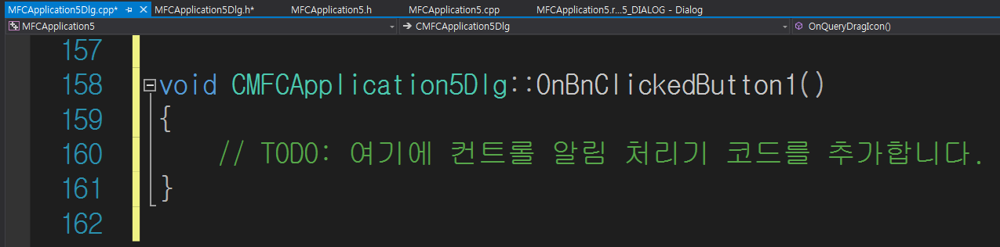 MFCApplication5Dlg.cpp* MFCApplication5Dlg.h* MFCApplication5.h MFCApplication5.cpp MFCApplication5.r...5_DIALOG - Dialog
MFCApplication5 CMFCApplication5Dlg OnQueryDragIcon()
157
158 void CMFCApplication5Dlg::OnBnClickedButton1()
159 {
160 // TODO: 여기에 컨트롤 알림 처리기 코드를 추가합니다.
161 }
162